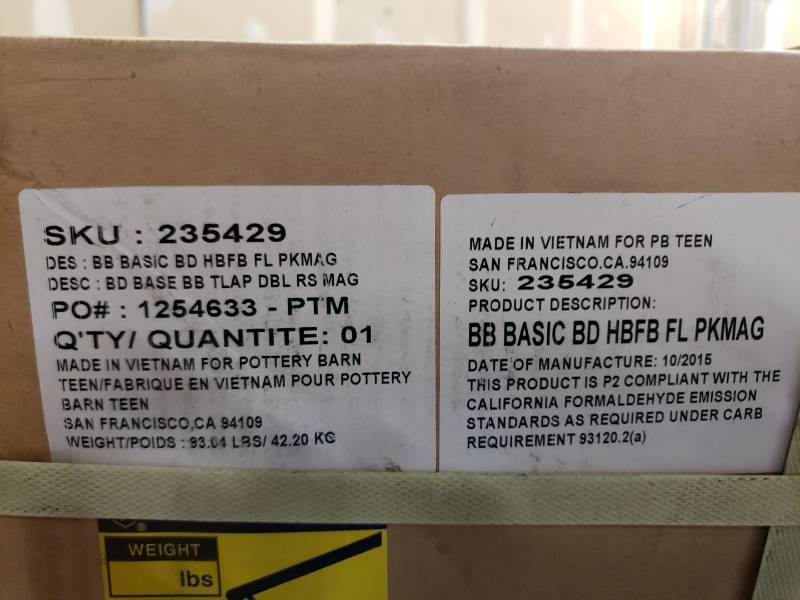 SKU : 235429
DES : BB BASIC BD HBFB FL PKMAG
DESC : BD BASE BB TLAP DBL RS MAG
PO# : 1254633 - PTM
Q'TY/ QUANTITE: 01
MADE IN VIETNAM FOR POTTERY BARN
TEEN/FABRIQUE EN VIETNAM POUR POTTERY
BARN TEEN
SAN FRANCISCO,CA 94109
WEIGHT/POIDS : 93.04 LBS/ 42.20 KG
MADE IN VIETNAM FOR PB TEEN
SAN FRANCISCO.CA.94109
SKU: 235429
PRODUCT DESCRIPTION:
BB BASIC BD HBFB FL PKMAG
DATE OF MANUFACTURE: 10/2015
THIS PRODUCT IS P2 COMPLIANT WITH THE
CALIFORNIA FORMALDEHYDE EMISSION
STANDARDS AS REQUIRED UNDER CARB
REQUIREMENT 93120.2(a)
®
WEIGHT
lbs